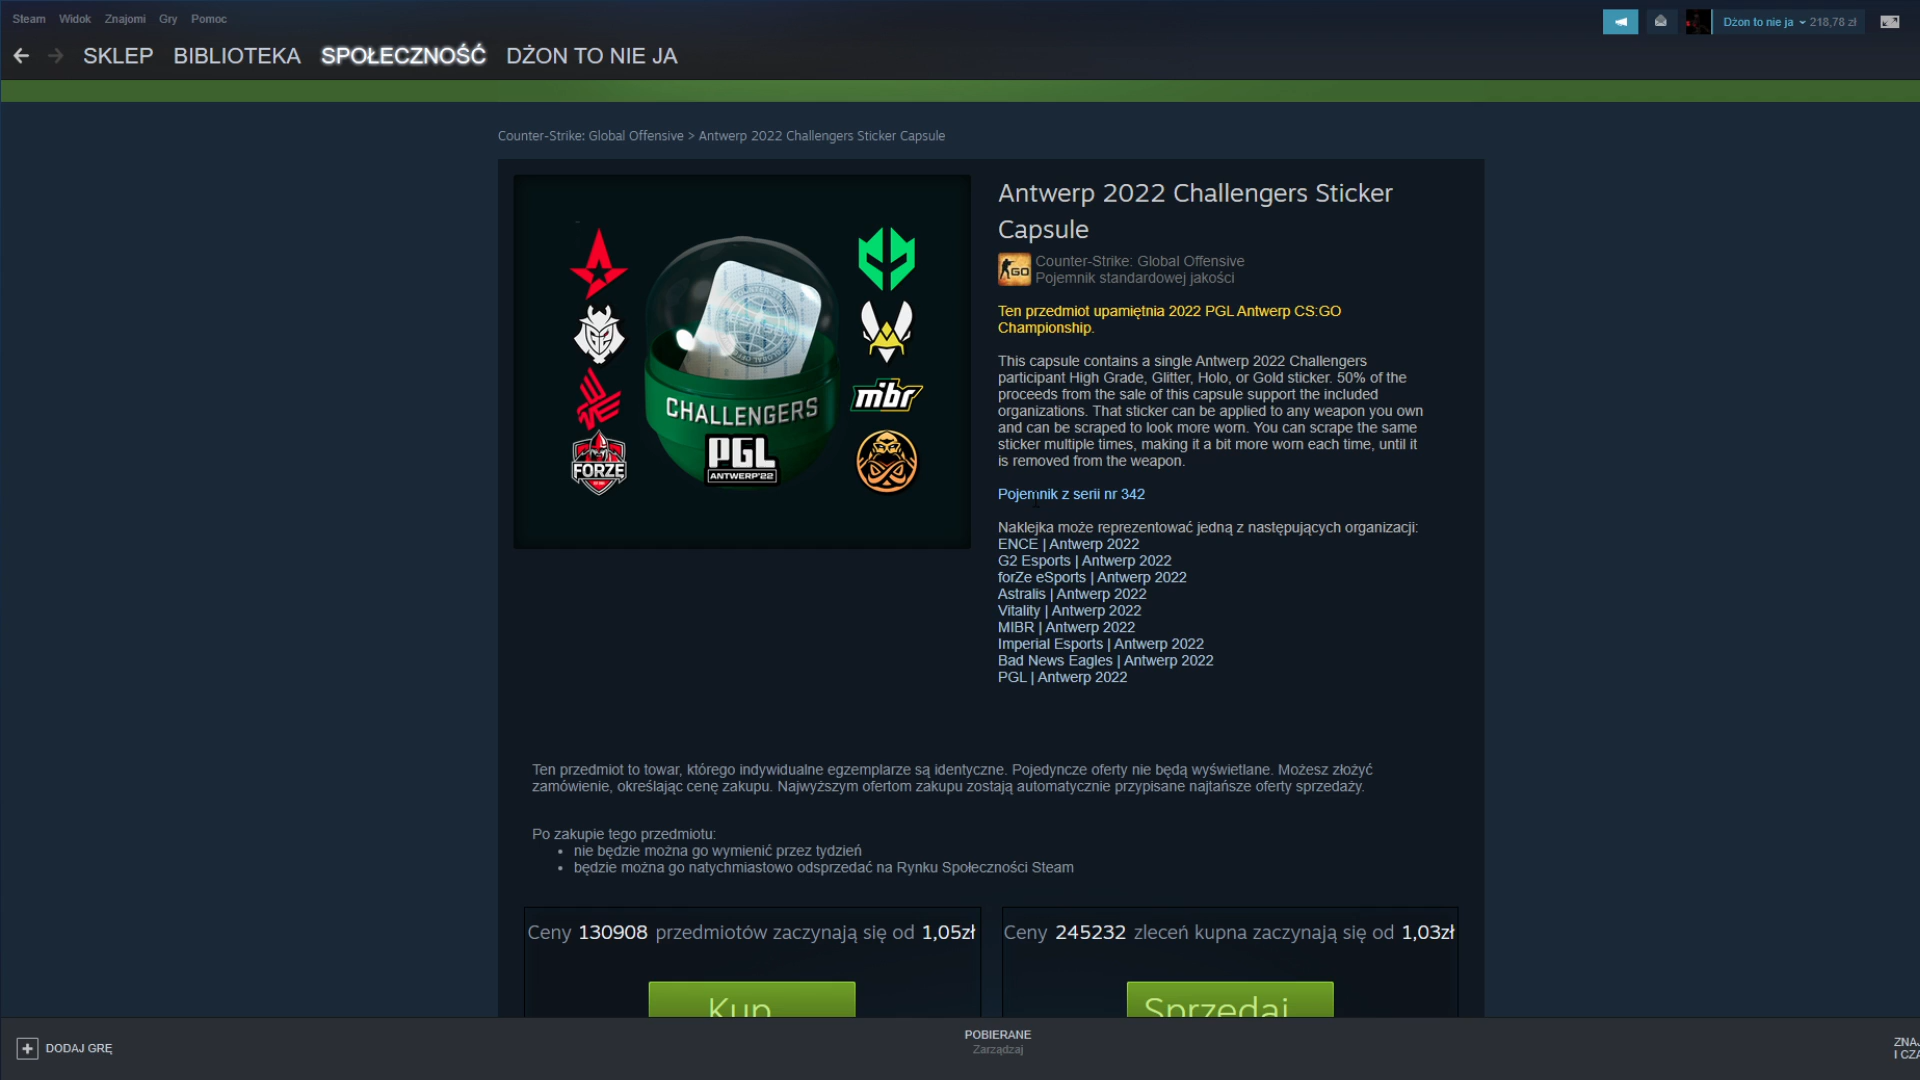 Steam Widok Znajomi Gry Pomoc
Dżon to nie ja 218,78 zł
SKLEP BIBLIOTEKA SPOŁECZNOŚĆ DŻON TO NIE JA
Counter-Strike: Global Offensive > Antwerp 2022 Challengers Sticker Capsule
CHALLENGERS
PGL
ANTWERP'22
FORZE
mibr
Antwerp 2022 Challengers Sticker
Capsule
GO
Counter-Strike: Global Offensive
Pojemnik standardowej jakości
Ten przedmiot upamiętnia 2022 PGL Antwerp CS:GO
Championship.
This capsule contains a single Antwerp 2022 Challengers
participant High Grade, Glitter, Holo, or Gold sticker. 50% of the
proceeds from the sale of this capsule support the included
organizations. That sticker can be applied to any weapon you own
and can be scraped to look more worn. You can scrape the same
sticker multiple times, making it a bit more worn each time, until it
is removed from the weapon.
Pojemnik z serii nr 342
Naklejka może reprezentować jedną z następujących organizacji:
ENCE | Antwerp 2022
G2 Esports | Antwerp 2022
forZe eSports | Antwerp 2022
Astralis | Antwerp 2022
Vitality | Antwerp 2022
MIBR | Antwerp 2022
Imperial Esports | Antwerp 2022
Bad News Eagles | Antwerp 2022
PGL | Antwerp 2022
Ten przedmiot to towar, którego indywidualne egzemplarze są identyczne. Pojedyncze oferty nie będą wyświetlane. Możesz złożyć
zamówienie, określając cenę zakupu. Najwyższym ofertom zakupu zostają automatycznie przypisane najtańsze oferty sprzedaży.
Po zakupie tego przedmiotu:
• nie będzie można go wymienić przez tydzień
• będzie można go natychmiastowo odsprzedać na Rynku Społeczności Steam
Ceny 130908 przedmiotów zaczynają się od 1,05zł
Ceny 245232 zleceń kupna zaczynają się od 1,03zł
Kup
Sprzedaj
DODAJ GRĘ
POBIERANE
Zarządzaj
ZNAJ
I CZA